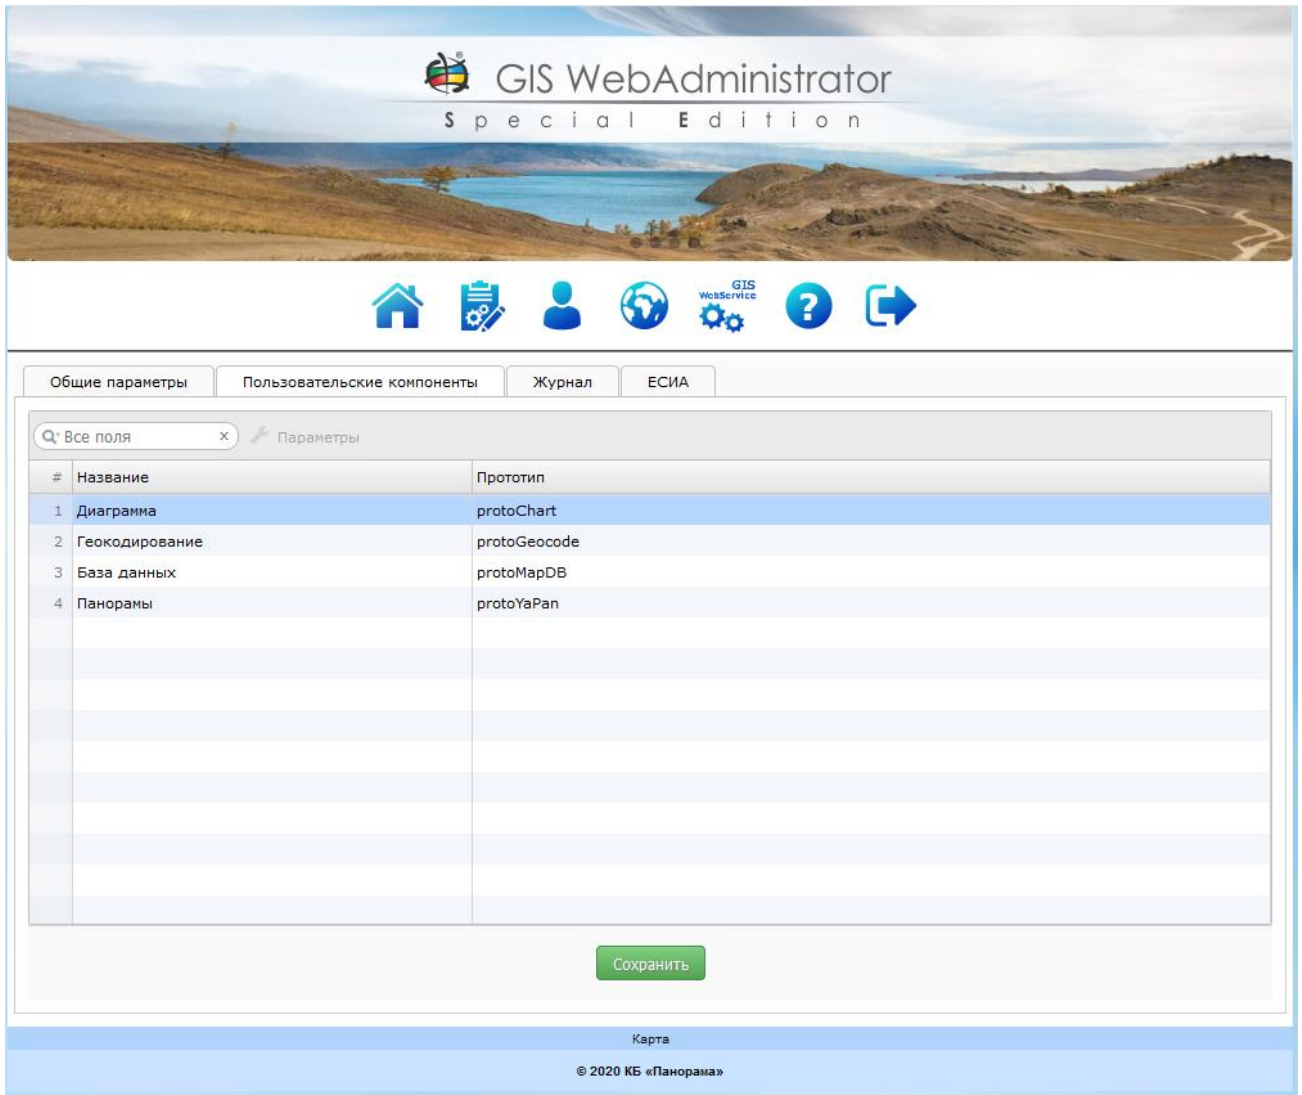 GIS WebAdministrator
Special Edition
GIS
WebService
?
Общие параметры Пользовательские компоненты Журнал ЕСИА
Все поля x Параметры
# Название Прототип
1 Диаграмма protoChart
2 Геокодирование protoGeocode
3 База данных protoMapDB
4 Панорамы protoYaPan
Сохранить
Карта
© 2020 КБ «Панорама»